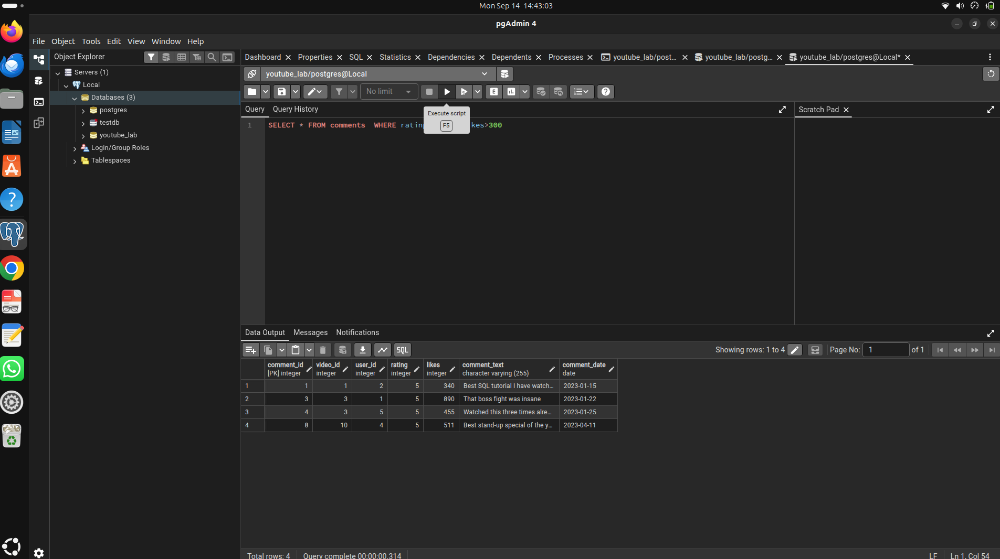 Mon Sep 14 14:43:03
pgAdmin 4
File Object Tools Edit View Window Help
Object Explorer
Dashboard Properties SQL Statistics Dependencies Dependents Processes youtube_lab/post... youtube_lab/postg... youtube_lab/postgres@Local*
Servers (1)
Local
Databases (3)
postgres
testdb
youtube_lab
Login/Group Roles
Tablespaces
youtube_lab/postgres@Local
No limit
E
Query Query History
Scratch Pad
Execute script
F5
1 SELECT * FROM comments WHERE rating kes>300
Data Output Messages Notifications
SQL
Showing rows: 1 to 4 Page No: 1 of 1
comment_id video_id user_id rating likes comment_text comment_date
[PK] integer integer integer integer integer character varying (255) date
1 1 1 2 5 340 Best SQL tutorial I have watch... 2023-01-15
2 3 3 1 5 890 That boss fight was insane 2023-01-22
3 4 3 5 5 455 Watched this three times alre... 2023-01-25
4 8 10 4 5 511 Best stand-up special of the y... 2023-04-11
Total rows: 4 Query complete 00:00:00.314 LF Ln 1, Col 54